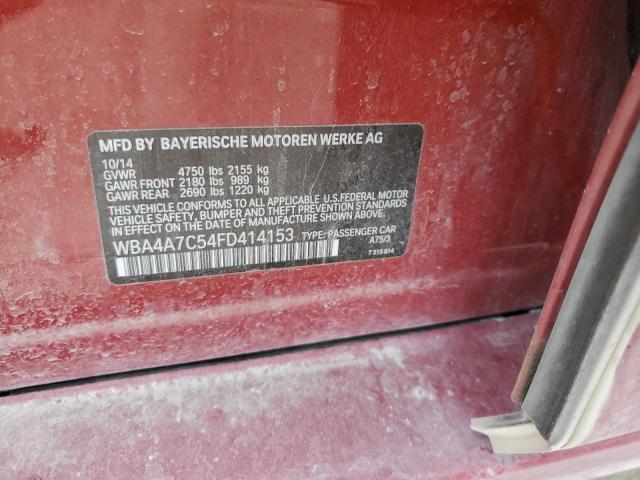 MFD BY BAYERISCHE MOTOREN WERKE AG
10/14
GVWR 4750 lbs 2155 kg
GAWR FRONT 2180 lbs 989 kg
GAWR REAR 2690 lbs 1220 kg
THIS VEHICLE CONFORMS TO ALL APPLICABLE U.S.FEDERAL MOTOR
VEHICLE SAFETY, BUMPER AND THEFT PREVENTION STANDARDS
IN EFFECT ON THE DATE OF MANUFACTURE SHOWN ABOVE.
WBA4A7C54FD414153 TYPE: PASSENGER CAR
A75/3
7315614